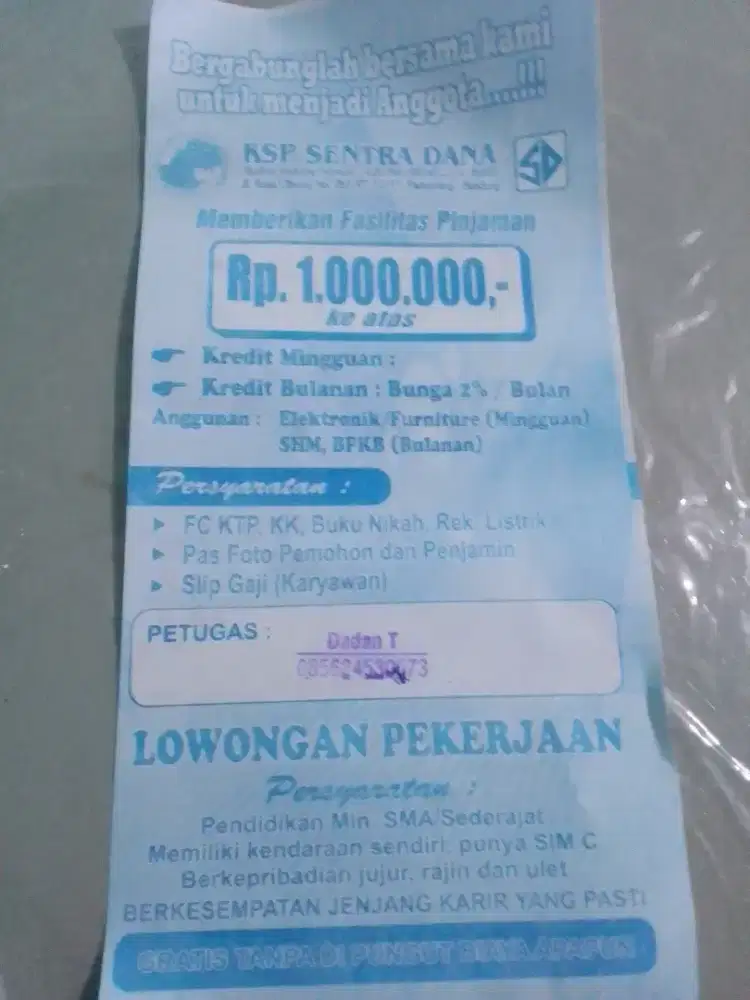 Bergabunglah bersama kami
untuk menjadi Anggota.....!!!
KSP SENTRA DANA
SD
Memberikan Fasilitas Pinjaman
Rp. 1.000.000,-
ke atas
Kredit Mingguan :
Kredit Bulanan : Bunga 2% / Bulan
Anggunan : Elektronik/Furniture (Mingguan)
SHM, BPKB (Bulanan)
Persyaratan :
FC KTP, KK, Buku Nikah, Rek. Listrik
Pas Foto Pemohon dan Penjamin
Slip Gaji (Karyawan)
PETUGAS :
Dadan T
LOWONGAN PEKERJAAN
Persyaratan :
Pendidikan Min. SMA/Sederajat
Memiliki kendaraan sendiri, punya SIM C
Berkepribadian jujur, rajin dan ulet
BERKESEMPATAN JENJANG KARIR YANG PASTI
GRATIS TANPA DI PUNGUT BIAYA APAPUN